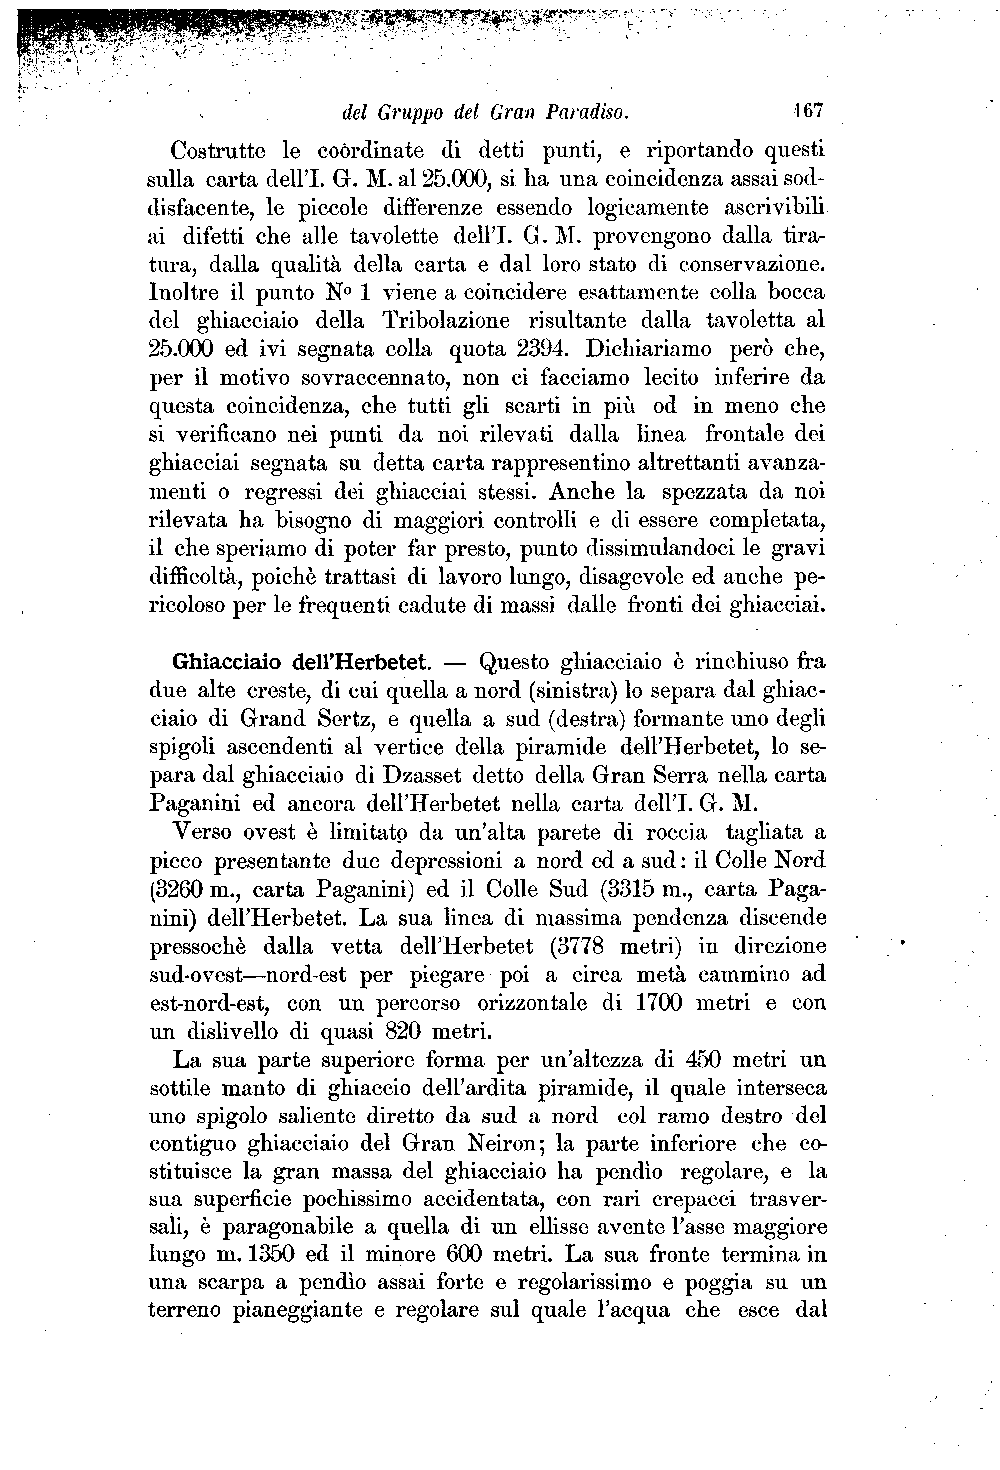 del Gruppo del Gran Paradiso. 167
Costrutte le coòrdinate di detti punti, e riportando questi
sulla carta dell'I. G. M. al 25.000, si ha una coincidenza assai sod-
disfacente, le piccole differenze essendo logicamente ascrivibili
ai difetti che alle tavolette dell'I. G. M. provengono dalla tira-
tura, dalla qualità della carta e dal loro stato di conservazione.
Inoltre il punto Nº 1 viene a coincidere esattamente colla bocca
del ghiacciaio della Tribolazione risultante dalla tavoletta al
25.000 ed ivi segnata colla quota 2394. Dichiariamo però che,
per il motivo sovraccennato, non ci facciamo lecito inferire da
questa coincidenza, che tutti gli scarti in più od in meno che
si verificano nei punti da noi rilevati dalla linea frontale dei
ghiacciai segnata su detta carta rappresentino altrettanti avanza-
menti o regressi dei ghiacciai stessi. Anche la spezzata da noi
rilevata ha bisogno di maggiori controlli e di essere completata,
il che speriamo di poter far presto, punto dissimulandoci le gravi
difficoltà, poichè trattasi di lavoro lungo, disagevole ed anche pe-
ricoloso per le frequenti cadute di massi dalle fronti dei ghiacciai.
Ghiacciaio dell'Herbetet. — Questo ghiacciaio è rinchiuso fra
due alte creste, di cui quella a nord (sinistra) lo separa dal ghiac-
ciaio di Grand Sertz, e quella a sud (destra) formante uno degli
spigoli ascendenti al vertice della piramide dell'Herbetet, lo se-
para dal ghiacciaio di Dzasset detto della Gran Serra nella carta
Paganini ed ancora dell'Herbetet nella carta dell'I. G. M.
Verso ovest è limitato da un'alta parete di roccia tagliata a
picco presentante due depressioni a nord ed a sud: il Colle Nord
(3260 m., carta Paganini) ed il Colle Sud (3315 m., carta Paga-
nini) dell'Herbetet. La sua linea di massima pendenza discende
pressochè dalla vetta dell'Herbetet (3778 metri) in direzione
sud-ovest—nord-est per piegare poi a circa metà cammino ad
est-nord-est, con un percorso orizzontale di 1700 metri e con
un dislivello di quasi 820 metri.
La sua parte superiore forma per un'altezza di 450 metri un
sottile manto di ghiaccio dell'ardita piramide, il quale interseca
uno spigolo saliente diretto da sud a nord col ramo destro del
contiguo ghiacciaio del Gran Neiron; la parte inferiore che co-
stituisce la gran massa del ghiacciaio ha pendìo regolare, e la
sua superficie pochissimo accidentata, con rari crepacci trasver-
sali, è paragonabile a quella di un ellisse avente l'asse maggiore
lungo m. 1350 ed il minore 600 metri. La sua fronte termina in
una scarpa a pendìo assai forte e regolarissimo e poggia su un
terreno pianeggiante e regolare sul quale l'acqua che esce dal